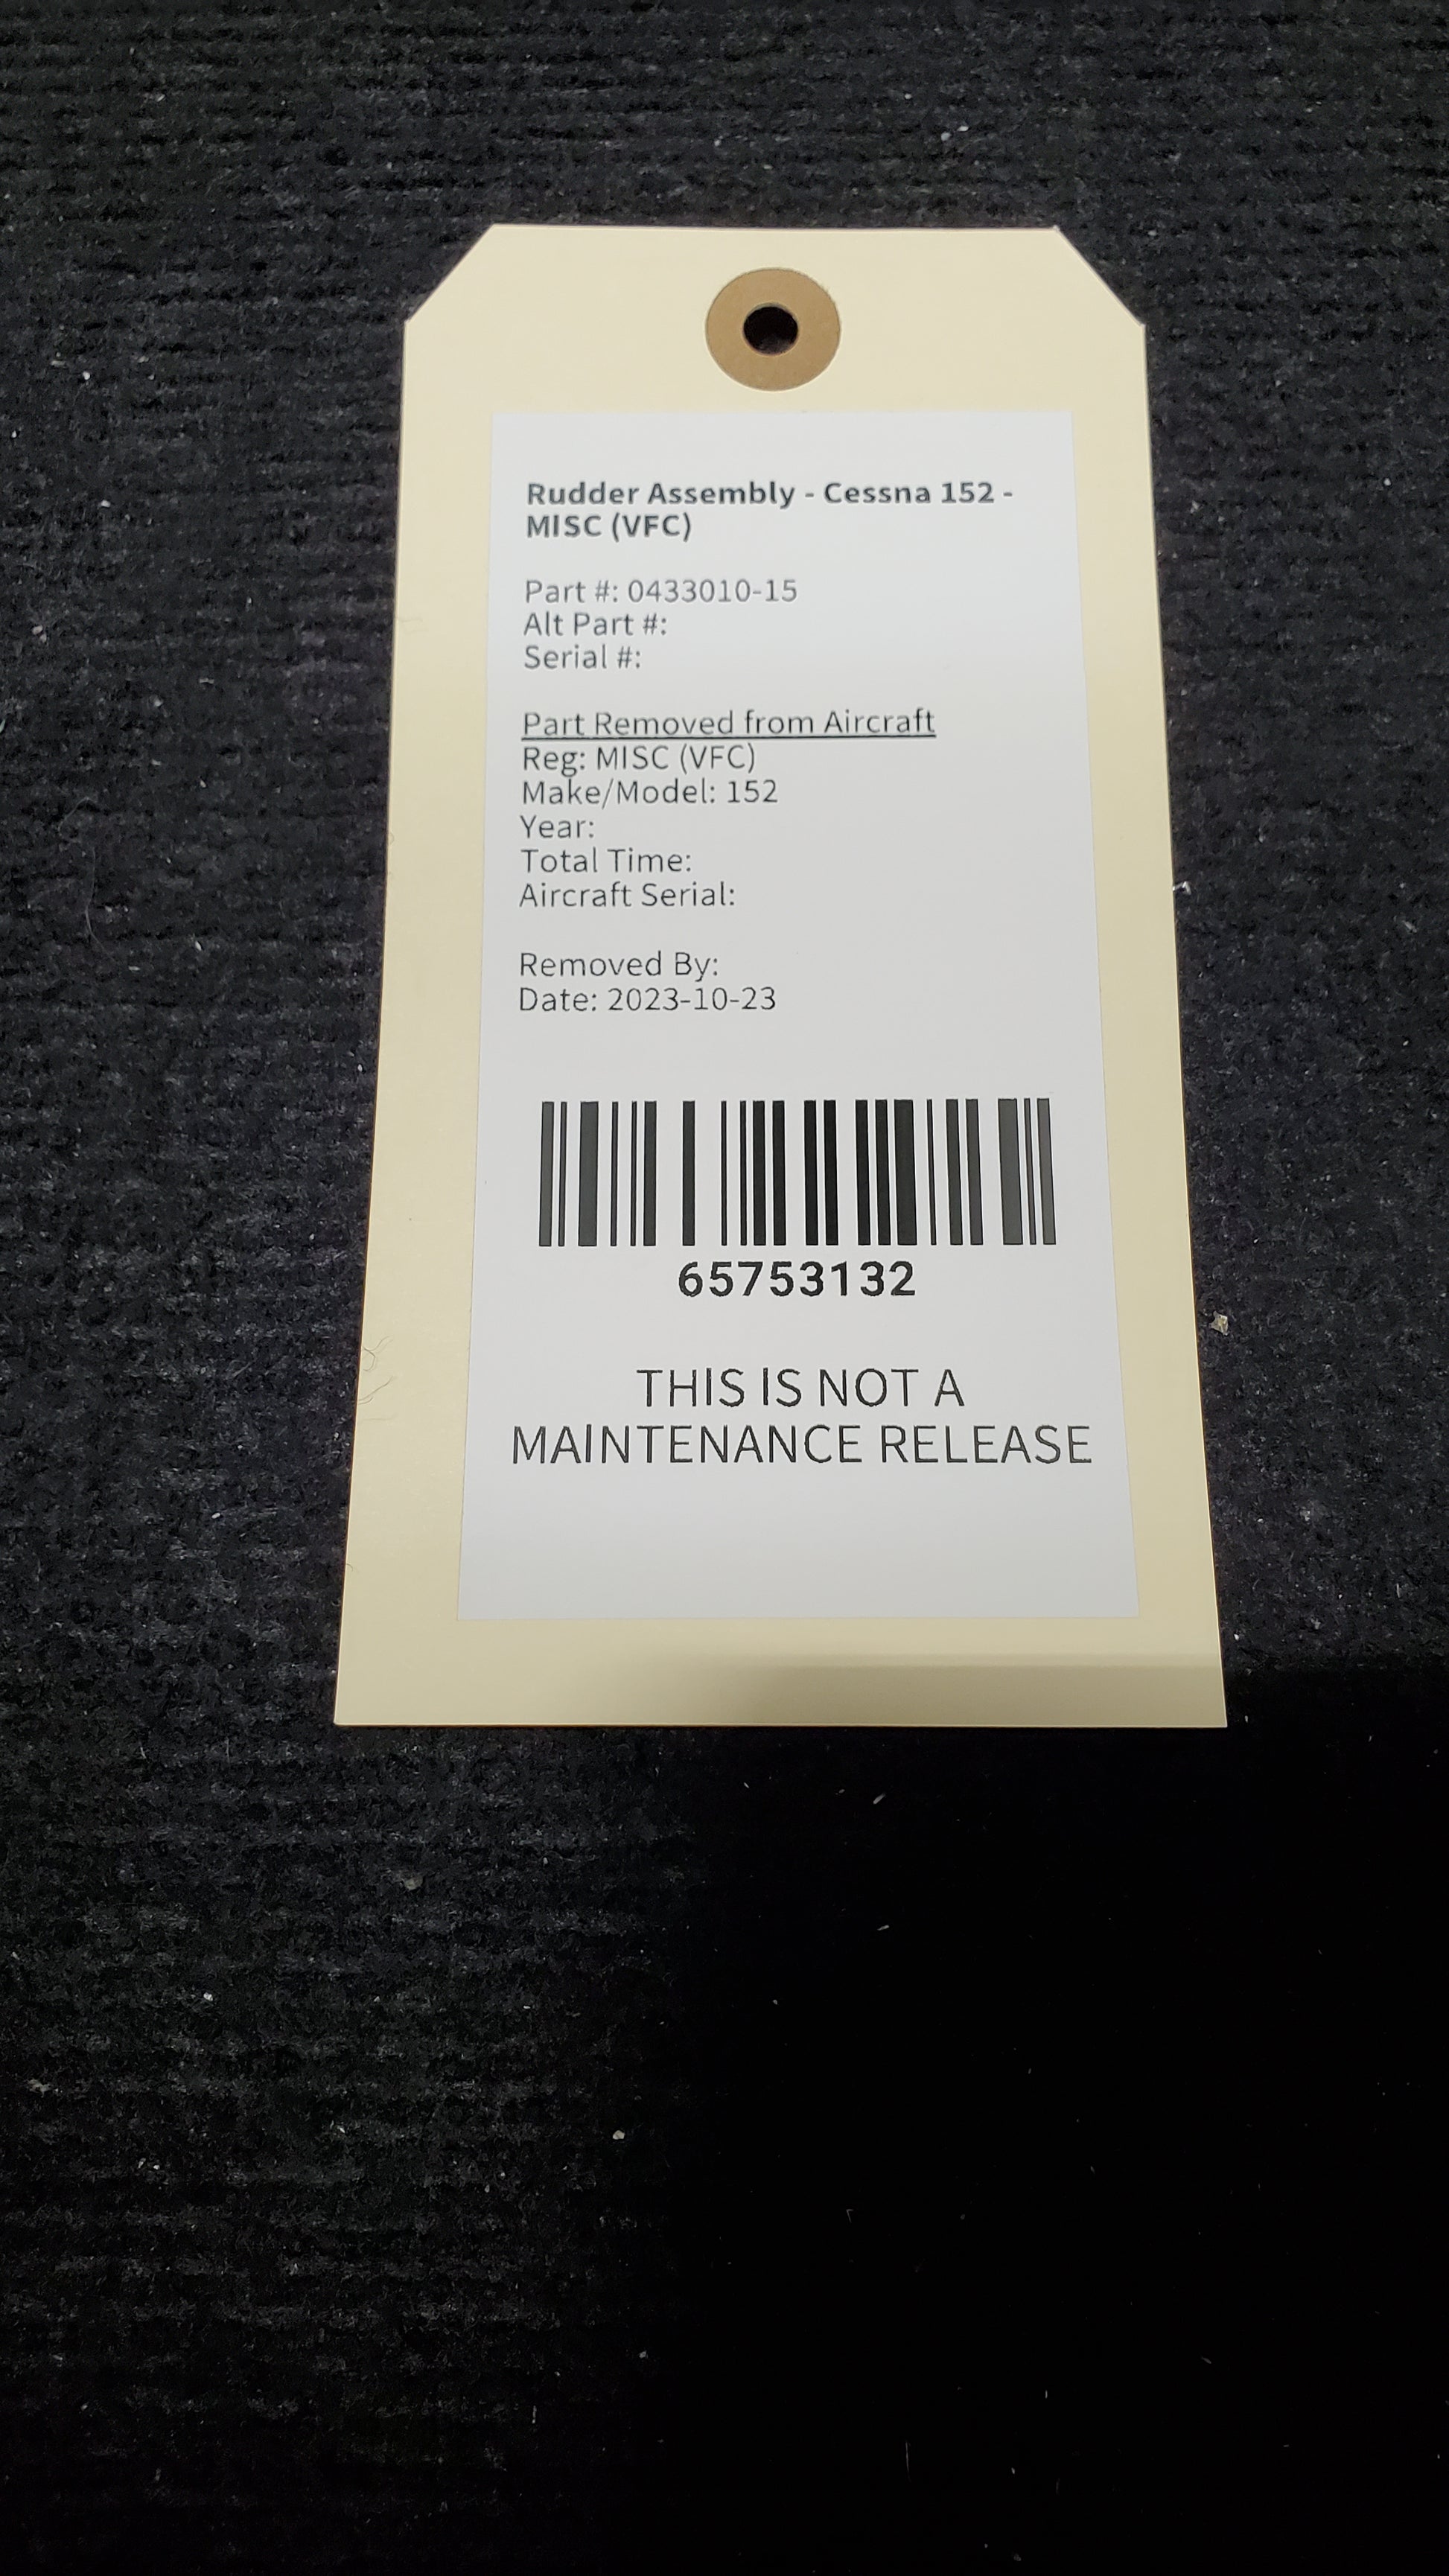 Rudder Assembly - Cessna 152 -
MISC (VFC)
Part #: 0433010-15
Alt Part #:
Serial #:
Part Removed from Aircraft
Reg: MISC (VFC)
Make/Model: 152
Year:
Total Time:
Aircraft Serial:
Removed By:
Date: 2023-10-23
65753132
THIS IS NOT A
MAINTENANCE RELEASE